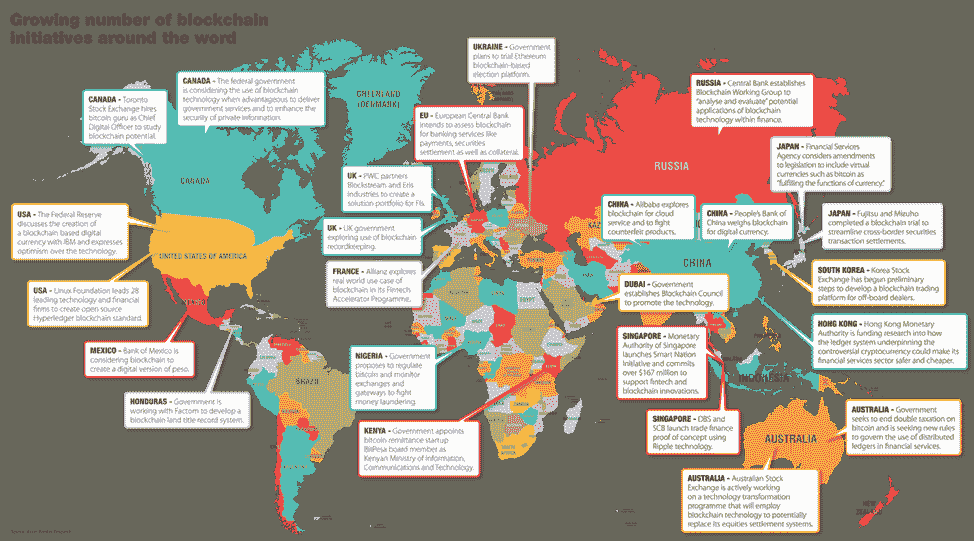 Growing number of blockchain
initiatives around the word
UKRAINE - Government
plans to trial Ethereum
blockchain-based
election platform.
CANADA - The federal government
is considering the use of blockchain
technology when advantageous to deliver
government services and to enhance the
security of private information.
RUSSIA - Central Bank establishes
Blockchain Working Group to
"analyse and evaluate" potential
applications of blockchain
technology within finance.
CANADA - Toronto
Stock Exchange hires
bitcoin guru as Chief
Digital Officer to study
blockchain potential.
GREENLAND
(DENMARK)
EU - European Central Bank
intends to assess blockchain
for banking services like
payments, securities
settlement as well as collateral.
JAPAN - Financial Services
Agency considers amendments
to legislation to include virtual
currencies such as bitcoin as
"fulfilling the functions of currency."
CANADA
RUSSIA
UK - PWC partners
Blockstream and Eris
Industries to create a
solution portfolio for FIs.
USA - The Federal Reserve
discusses the creation of
a blockchain based digital
currency with IBM and expresses
optimism over the technology.
UK - UK government
exploring use of blockchain
recordkeeping.
CHINA - Alibaba explores
blockchain for cloud
service and to fight
counterfeit products.
CHINA - People's Bank of
China weighs blockchain
for digital currency.
JAPAN - Fujitsu and Mizuho
completed a blockchain trial to
streamline cross-border securities
transaction settlements.
UNITED STATES OF AMERICA
FRANCE - Allianz explores
real world use case of
blockchain in its Fintech
Accelerator Programme.
CHINA
SOUTH KOREA - Korea Stock
Exchange has begun preliminary
steps to develop a blockchain trading
platform for off-board dealers.
USA - Linux Foundation leads 28
leading technology and financial
firms to create open source
Hyperledger blockchain standard.
DUBAI - Government
establishes Blockchain Council
to promote the technology.
MEXICO - Bank of Mexico is
considering blockchain to
create a digital version of peso.
NIGERIA - Government
proposes to regulate
bitcoin and monitor
exchanges and
gateways to fight
money laundering.
SINGAPORE - Monetary
Authority of Singapore
launches Smart Nation
Initiative and commits
over $167 million to
support fintech and
blockchain innovations.
HONG KONG - Hong Kong Monetary
Authority is funding research into how
the ledger system underpinning the
controversial cryptocurrency could make its
financial services sector safer and cheaper.
BRAZIL
INDONESIA
HONDURAS - Government is
working with Factom to develop a
blockchain land title record system.
KENYA - Government appoints
bitcoin remittance startup
BitPesa board member as
Kenyan Ministry of Information,
Communications and Technology.
SINGAPORE - DBS and
SCB launch trade finance
proof of concept using
Ripple technology.
AUSTRALIA
AUSTRALIA - Government
seeks to end double taxation on
bitcoin and is seeking new rules
to govern the use of distributed
ledgers in financial services.
AUSTRALIA - Australian Stock
Exchange is actively working
on a technology transformation
programme that will employ
blockchain technology to potentially
replace its equities settlement systems.